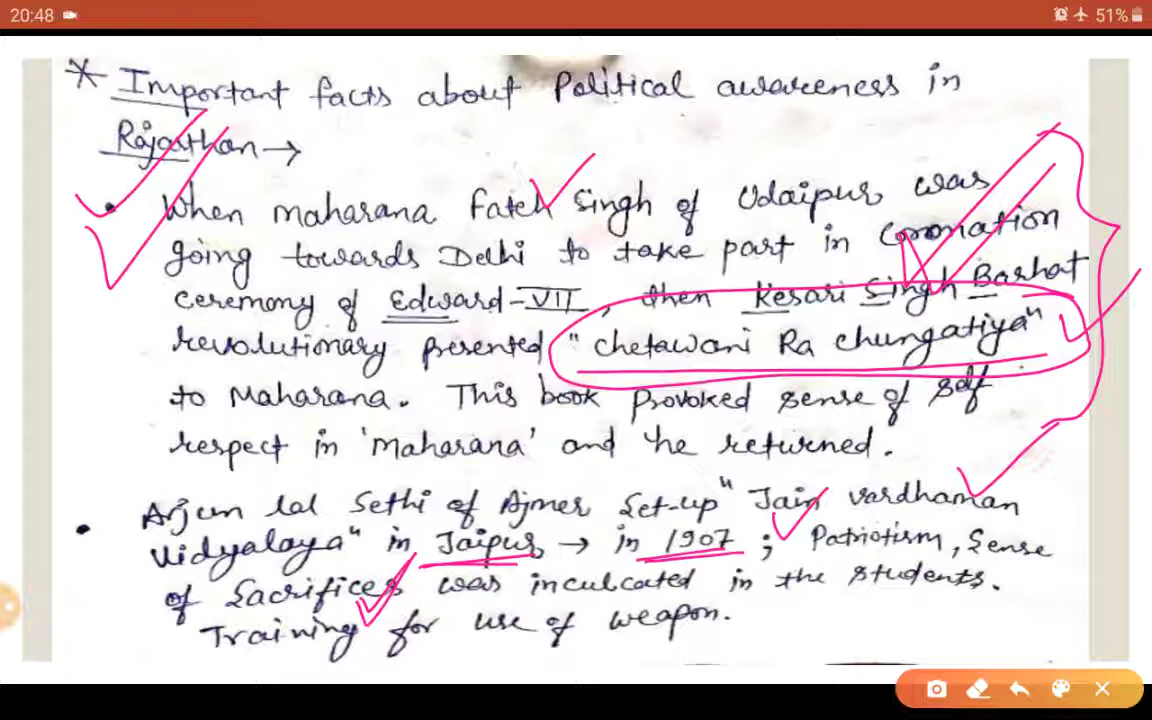 20:48
51%
* Important facts about Political awareness in
Rajasthan →
• When maharana Fateh Singh of Udaipur was
going towards Delhi to take part in Coronation
ceremony of Edward-VII, then Kesari Singh Barhat
revolutionary presented "chetawani Ra chungatiya"
to Maharana. This book provoked sense of self
respect in 'maharana' and he returned.
• Arjun lal Sethi of Ajmer Set-up "Jain vardhaman
Vidyalaya" in Jaipur → in 1907 ; Patriotism, Sense
of Sacrifices was inculcated in the students.
Training for use of weapon.